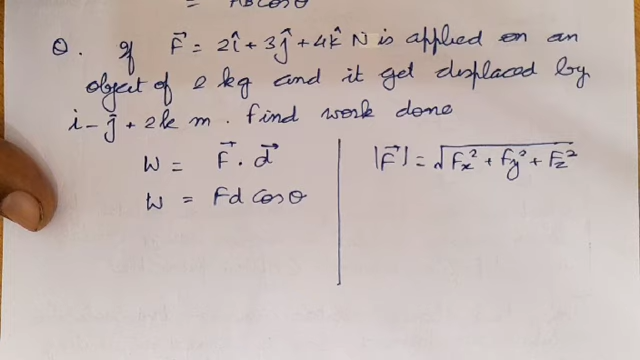 = ABcosθ
Q. If F⃗ = 2î + 3ĵ + 4k̂ N is applied on an
object of 2 kg and it get displaced by
i - ĵ + 2k m. find work done
W = F⃗ . d⃗
W = Fd cosθ
|F⃗| = √Fx² + Fy² + Fz²